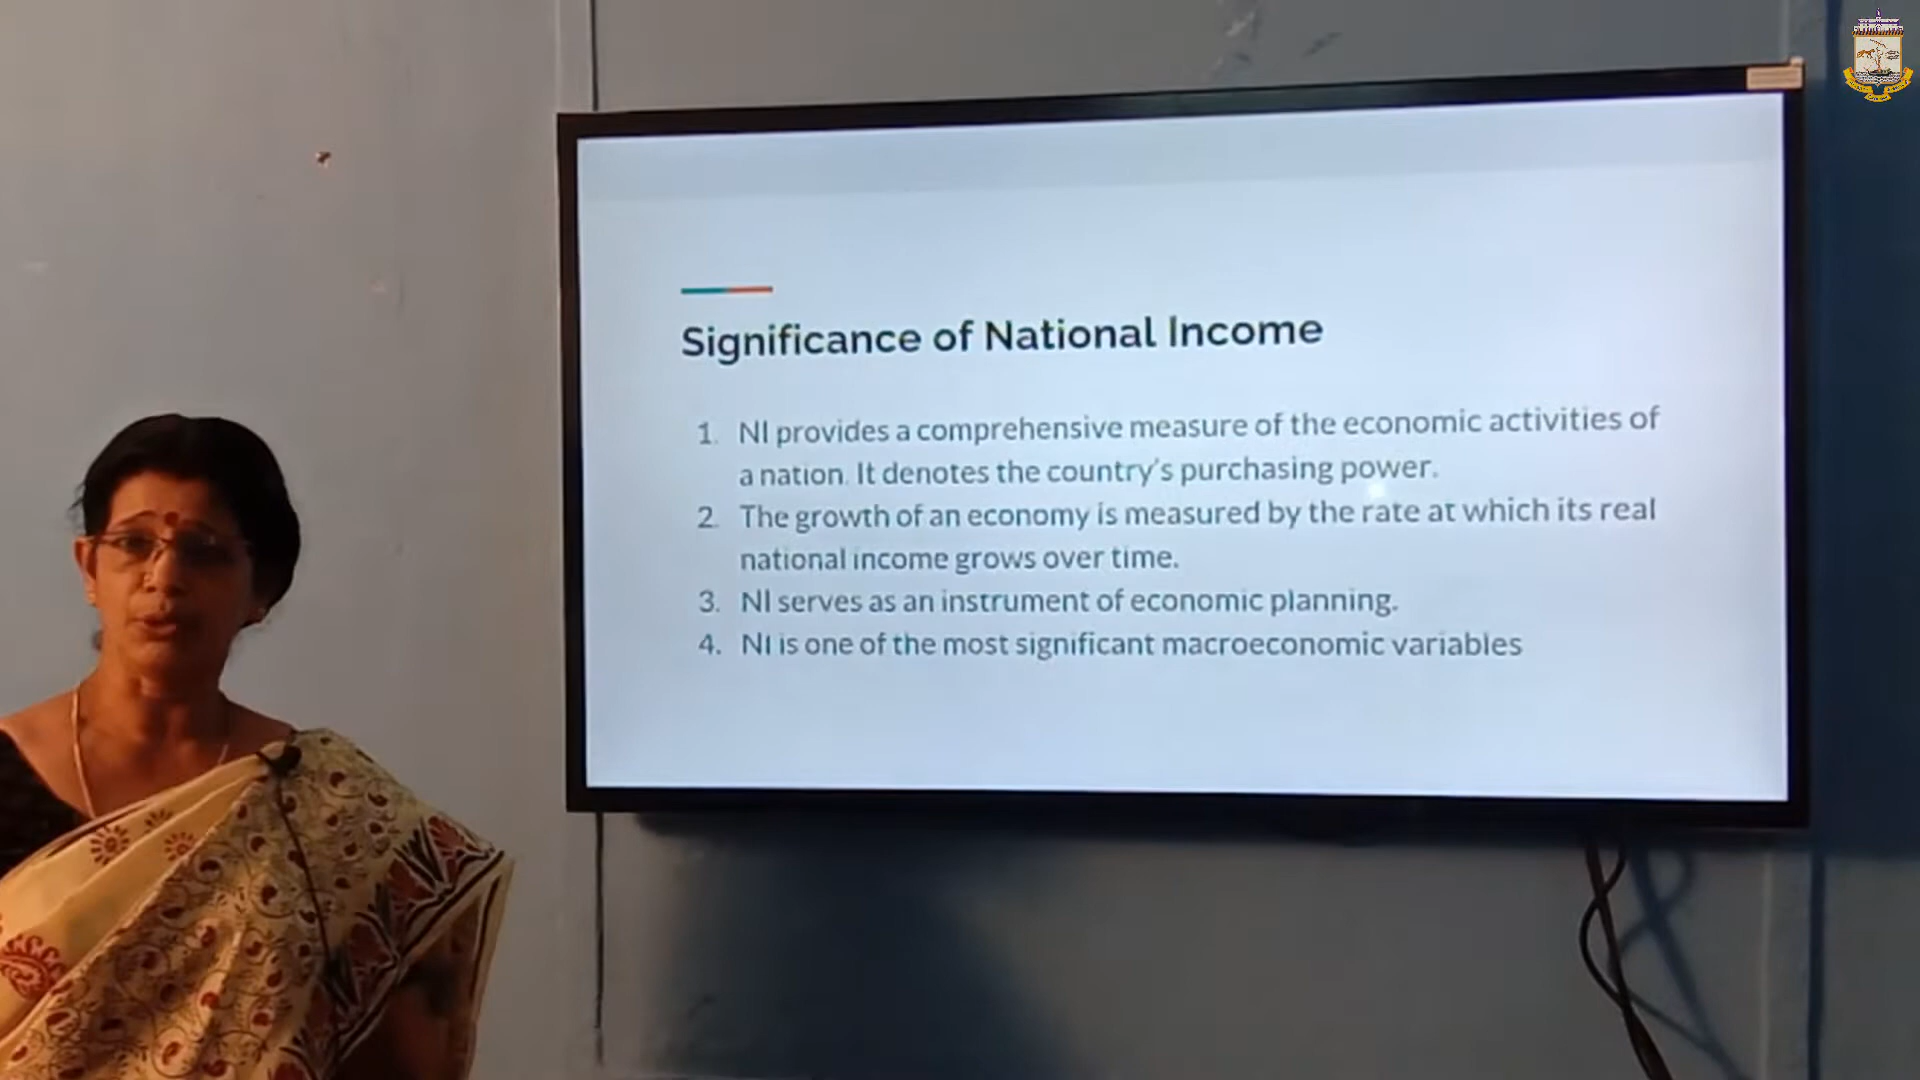 Significance of National Income
1. NI provides a comprehensive measure of the economic activities of
a nation. It denotes the country's purchasing power.
2. The growth of an economy is measured by the rate at which its real
national income grows over time.
3. NI serves as an instrument of economic planning.
4. NI is one of the most significant macroeconomic variables